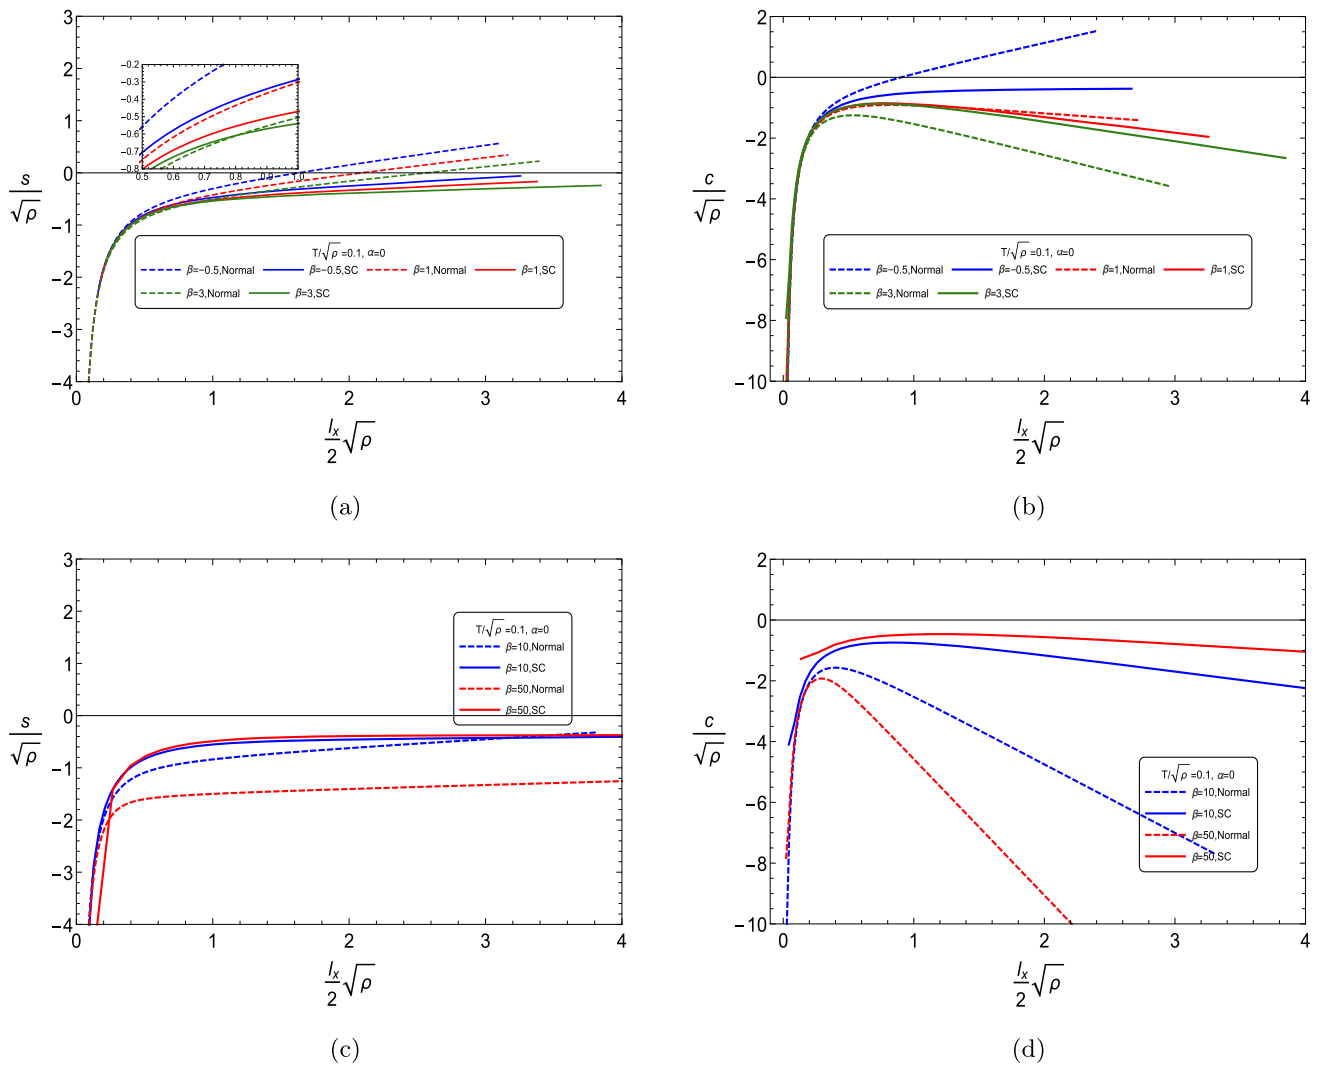 3
2
1
0
−1
−2
−3
−4
0 1 2 3 4
−0.2
−0.3
−0.4
−0.5
−0.6
−0.7
−0.8
0.5 0.6 0.7 0.8 0.9 1.0
s/√ρ
T/√ρ =0.1, α=0
β=−0.5,Normal β=−0.5,SC β=1,Normal β=1,SC
β=3,Normal β=3,SC
l_x/2 √ρ
(a)
2
0
−2
−4
−6
−8
−10
0 1 2 3 4
c/√ρ
T/√ρ =0.1, α=0
β=−0.5,Normal β=−0.5,SC β=1,Normal β=1,SC
β=3,Normal β=3,SC
l_x/2 √ρ
(b)
3
2
1
0
−1
−2
−3
−4
0 1 2 3 4
s/√ρ
T/√ρ =0.1, α=0
β=10,Normal
β=10,SC
β=50,Normal
β=50,SC
l_x/2 √ρ
(c)
2
0
−2
−4
−6
−8
−10
0 1 2 3 4
c/√ρ
T/√ρ =0.1, α=0
β=10,Normal
β=10,SC
β=50,Normal
β=50,SC
l_x/2 √ρ
(d)